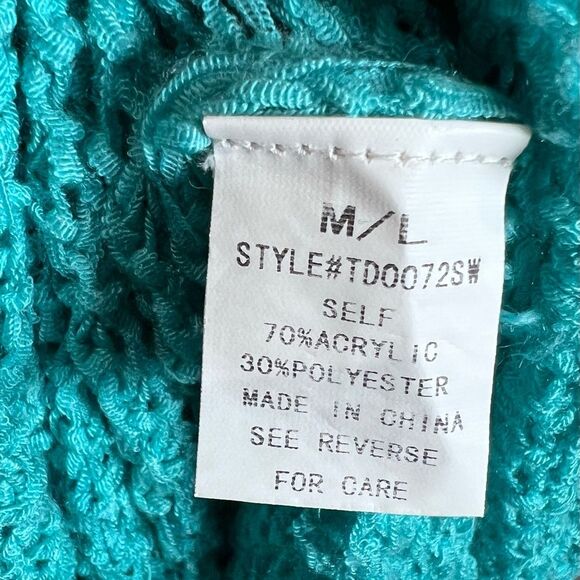 M/L
STYLE#TD0072SW
SELF
70%ACRYLIC
30%POLYESTER
MADE IN CHINA
SEE REVERSE
FOR CARE